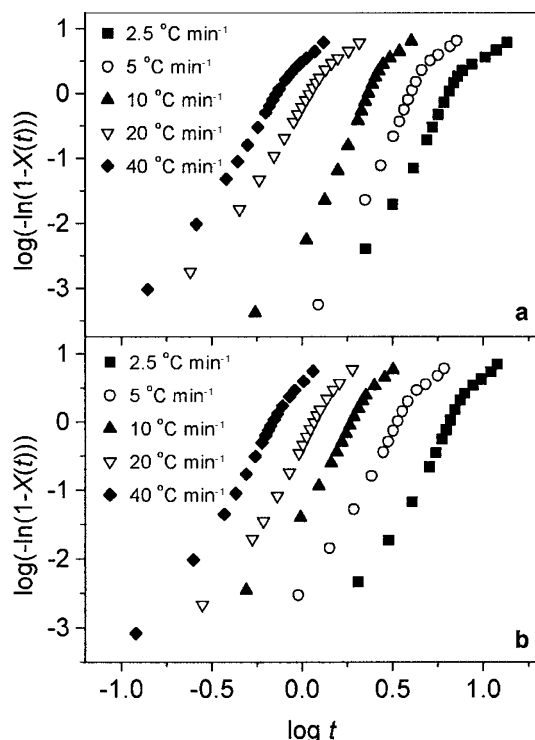 1
0
-1
-2
-3
log(-ln(1-X(t)))
2.5 °C min⁻¹
5 °C min⁻¹
10 °C min⁻¹
20 °C min⁻¹
40 °C min⁻¹
a
1
0
-1
-2
-3
log(-ln(1-X(t)))
2.5 °C min⁻¹
5 °C min⁻¹
10 °C min⁻¹
20 °C min⁻¹
40 °C min⁻¹
b
-1.0 -0.5 0.0 0.5 1.0
log t